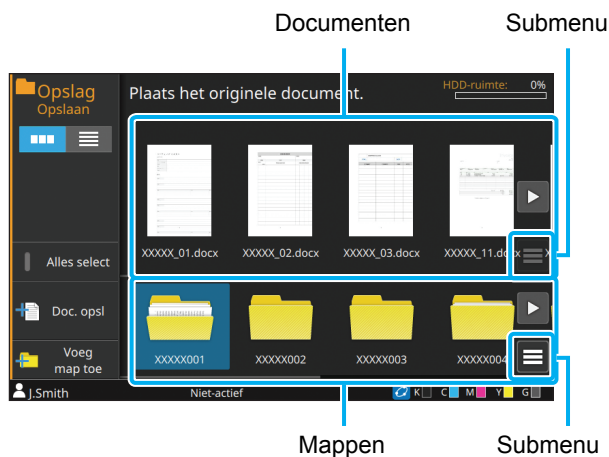 Documenten Submenu
Opslag
Opslaan
Plaats het originele document.
HDD-ruimte: 0%
XXXXX_01.docx XXXXX_02.docx XXXXX_03.docx XXXXX_11.docx X
Alles select
Doc. opsl
Voeg
map toe
XXXXX001 XXXXX002 XXXXX003 XXXXX004
J.Smith Niet-actief K C M Y G
Mappen Submenu